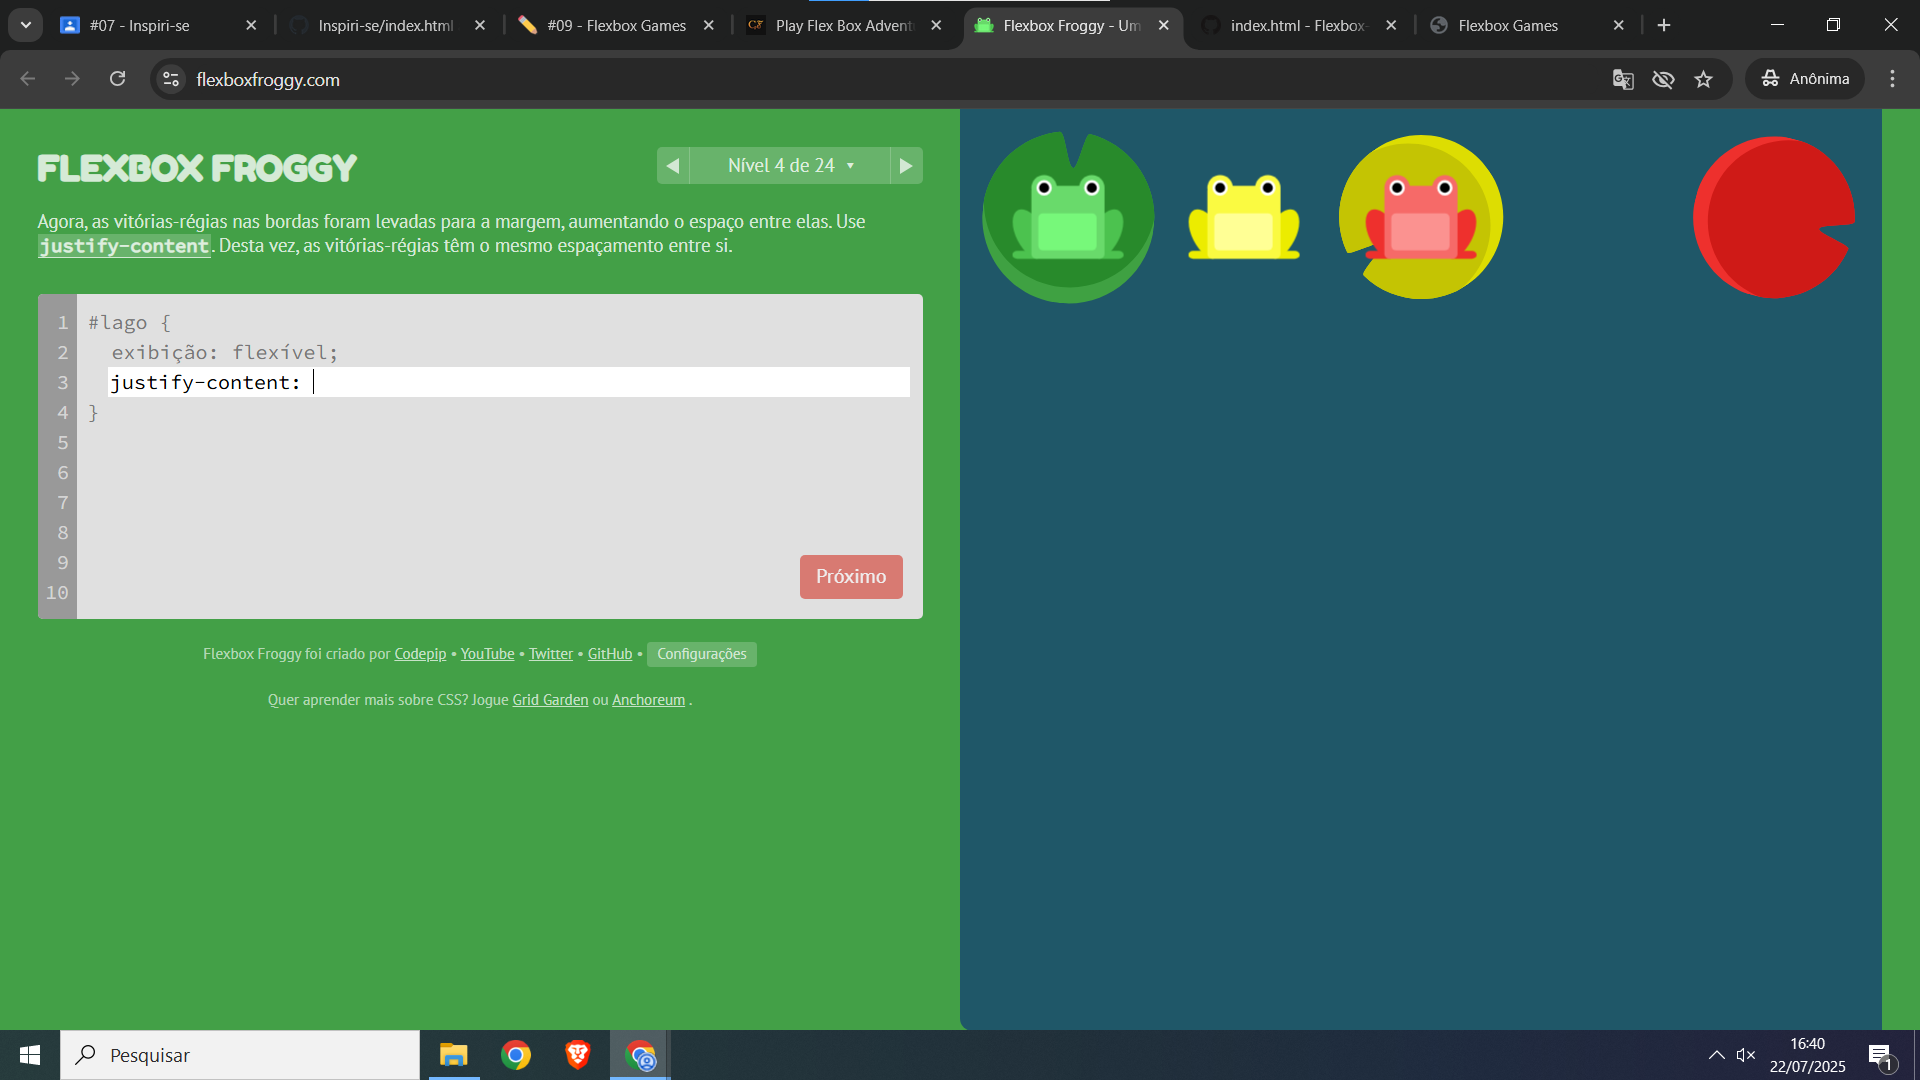 #07 - Inspiri-se
Inspiri-se/index.html
#09 - Flexbox Games
Play Flex Box Advent
Flexbox Froggy - Um
index.html - Flexbox-
Flexbox Games
flexboxfroggy.com
Anônima
FLEXBOX FROGGY
Nível 4 de 24
Agora, as vitórias-régias nas bordas foram levadas para a margem, aumentando o espaço entre elas. Use
justify-content. Desta vez, as vitórias-régias têm o mesmo espaçamento entre si.
1 #lago {
2 exibição: flexível;
3 justify-content:
4 }
5
6
7
8
9
10
Próximo
Flexbox Froggy foi criado por Codepip • YouTube • Twitter • GitHub • Configurações
Quer aprender mais sobre CSS? Jogue Grid Garden ou Anchoreum .
Pesquisar
16:40
22/07/2025
1